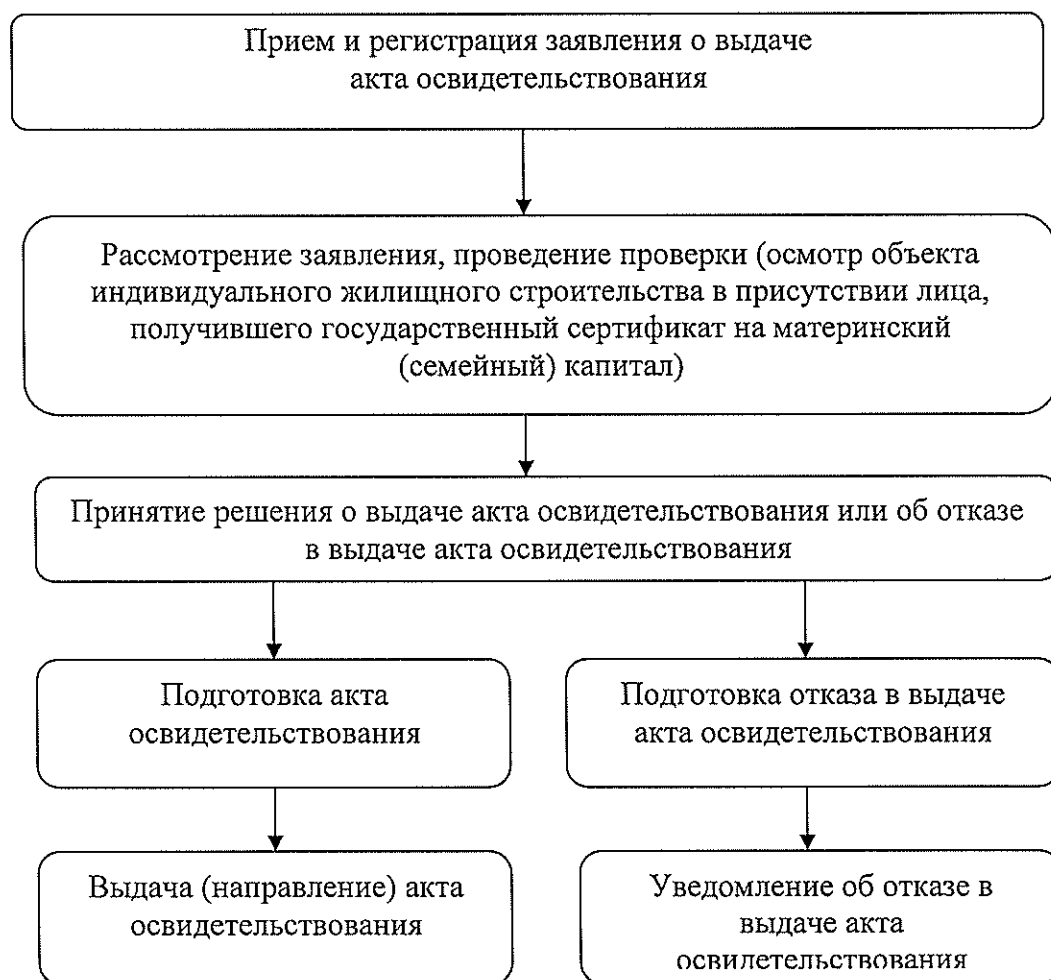 Прием и регистрация заявления о выдаче
акта освидетельствования
Рассмотрение заявления, проведение проверки (осмотр объекта
индивидуального жилищного строительства в присутствии лица,
получившего государственный сертификат на материнский
(семейный) капитал)
Принятие решения о выдаче акта освидетельствования или об отказе
в выдаче акта освидетельствования
Подготовка акта
освидетельствования
Подготовка отказа в выдаче
акта освидетельствования
Выдача (направление) акта
освидетельствования
Уведомление об отказе в
выдаче акта
освидетельствования